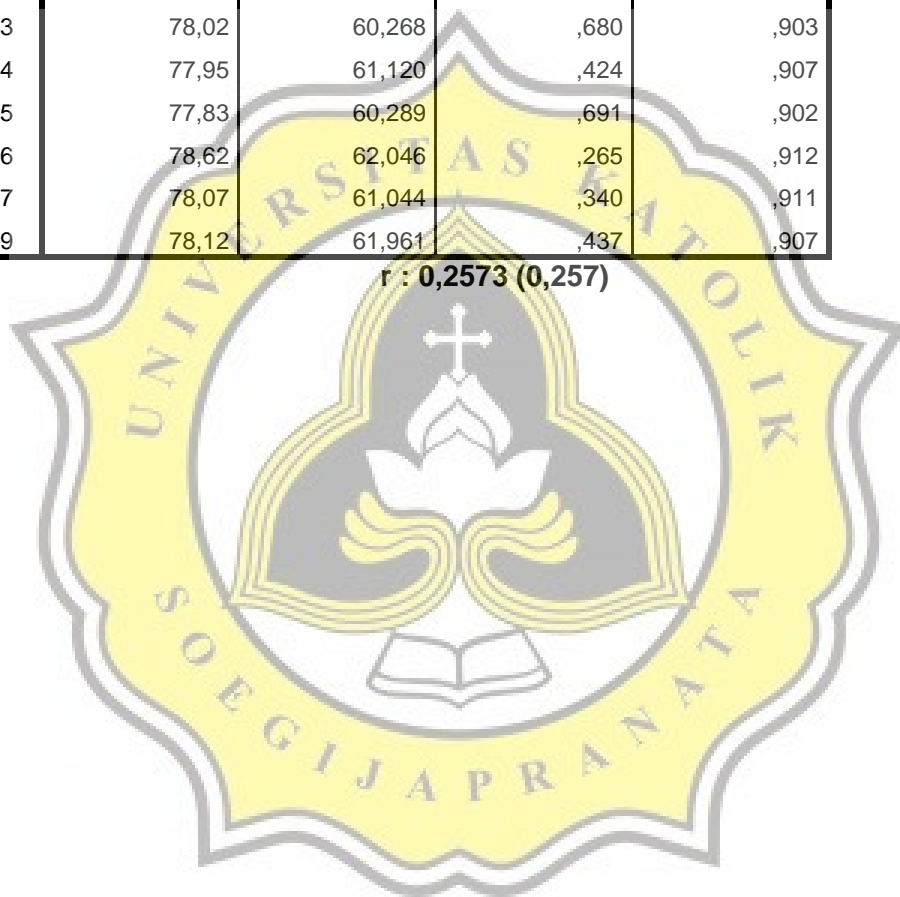 3 78,02 60,268 ,680 ,903
4 77,95 61,120 ,424 ,907
5 77,83 60,289 ,691 ,902
6 78,62 62,046 ,265 ,912
7 78,07 61,044 ,340 ,911
9 78,12 61,961 ,437 ,907
r : 0,2573 (0,257)
UNIVERSITAS KATOLIK
SOEGIJAPRANATA